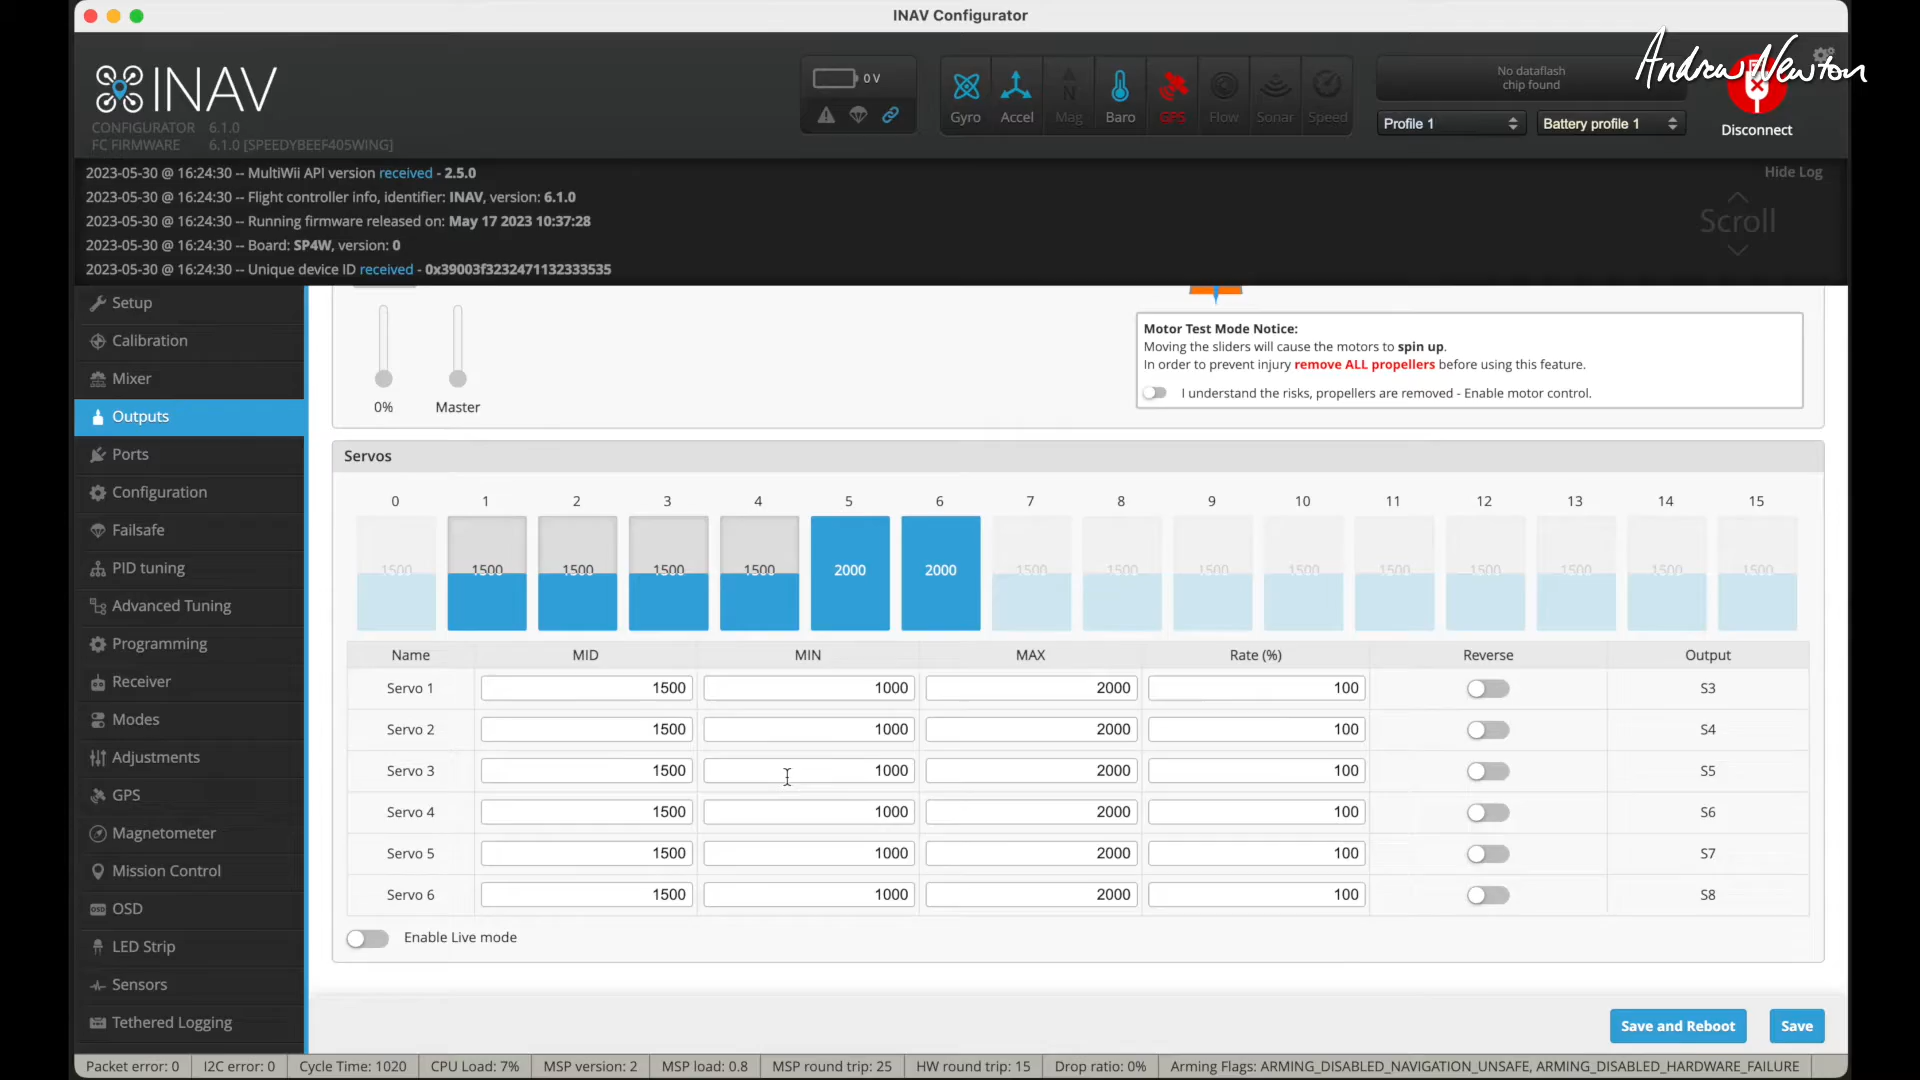 INAV Configurator
INAV
CONFIGURATOR 6.1.0
FC FIRMWARE 6.1.0 [SPEEDYBEEF405WING]
0 V
Gyro Accel Mag Baro GPS Flow Sonar Speed
No dataflash
chip found
Profile 1
Battery profile 1
Disconnect
Andrew Newton
2023-05-30 @ 16:24:30 -- MultiWii API version received - 2.5.0
2023-05-30 @ 16:24:30 -- Flight controller info, identifier: INAV, version: 6.1.0
2023-05-30 @ 16:24:30 -- Running firmware released on: May 17 2023 10:37:28
2023-05-30 @ 16:24:30 -- Board: SP4W, version: 0
2023-05-30 @ 16:24:30 -- Unique device ID received - 0x39003f3232471132333535
Hide Log
Scroll
Setup
Calibration
Mixer
Outputs
Ports
Configuration
Failsafe
PID tuning
Advanced Tuning
Programming
Receiver
Modes
Adjustments
GPS
Magnetometer
Mission Control
OSD
LED Strip
Sensors
Tethered Logging
0% Master
Motor Test Mode Notice:
Moving the sliders will cause the motors to spin up.
In order to prevent injury remove ALL propellers before using this feature.
I understand the risks, propellers are removed - Enable motor control.
Servos
0 1 2 3 4 5 6 7 8 9 10 11 12 13 14 15
1500 1500 1500 1500 1500 2000 2000 1500 1500 1500 1500 1500 1500 1500 1500 1500
Name MID MIN MAX Rate (%) Reverse Output
Servo 1 1500 1000 2000 100 S3
Servo 2 1500 1000 2000 100 S4
Servo 3 1500 1000 2000 100 S5
Servo 4 1500 1000 2000 100 S6
Servo 5 1500 1000 2000 100 S7
Servo 6 1500 1000 2000 100 S8
Enable Live mode
Save and Reboot
Save
Packet error: 0 I2C error: 0 Cycle Time: 1020 CPU Load: 7% MSP version: 2 MSP load: 0.8 MSP round trip: 25 HW round trip: 15 Drop ratio: 0% Arming Flags: ARMING_DISABLED_NAVIGATION_UNSAFE, ARMING_DISABLED_HARDWARE_FAILURE